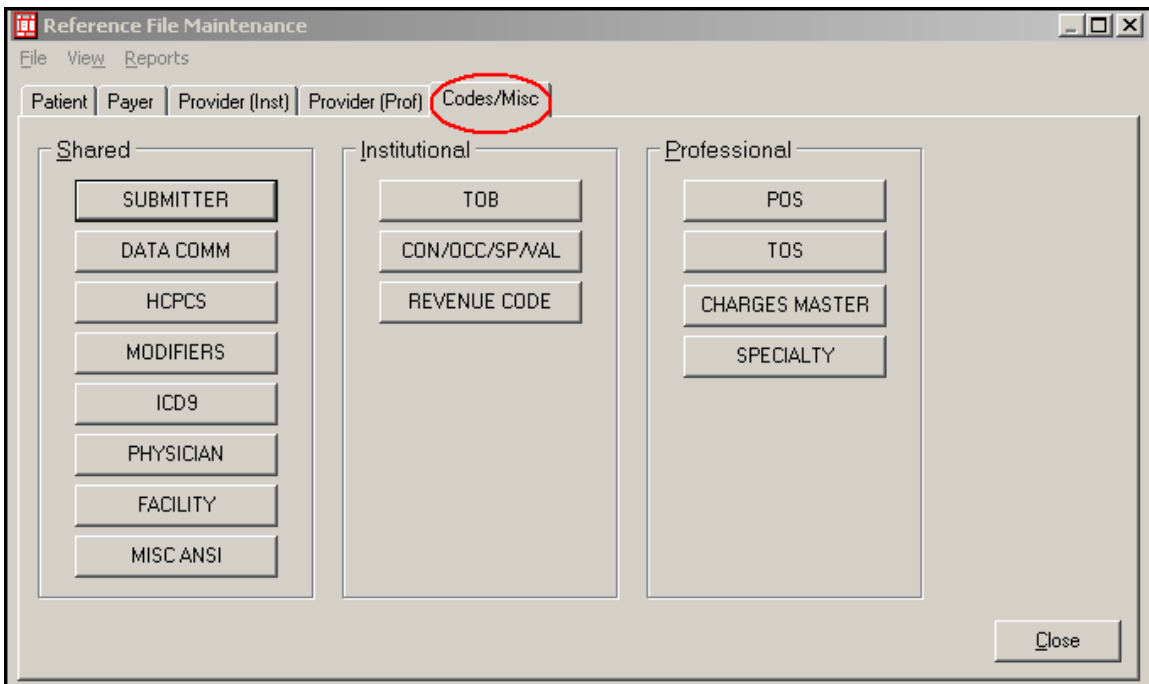 Reference File Maintenance
File View Reports
Patient Payer Provider (Inst) Provider (Prof) Codes/Misc
Shared
SUBMITTER
DATA COMM
HCPCS
MODIFIERS
ICD9
PHYSICIAN
FACILITY
MISC ANSI
Institutional
TOB
CON/OCC/SP/VAL
REVENUE CODE
Professional
POS
TOS
CHARGES MASTER
SPECIALTY
Close